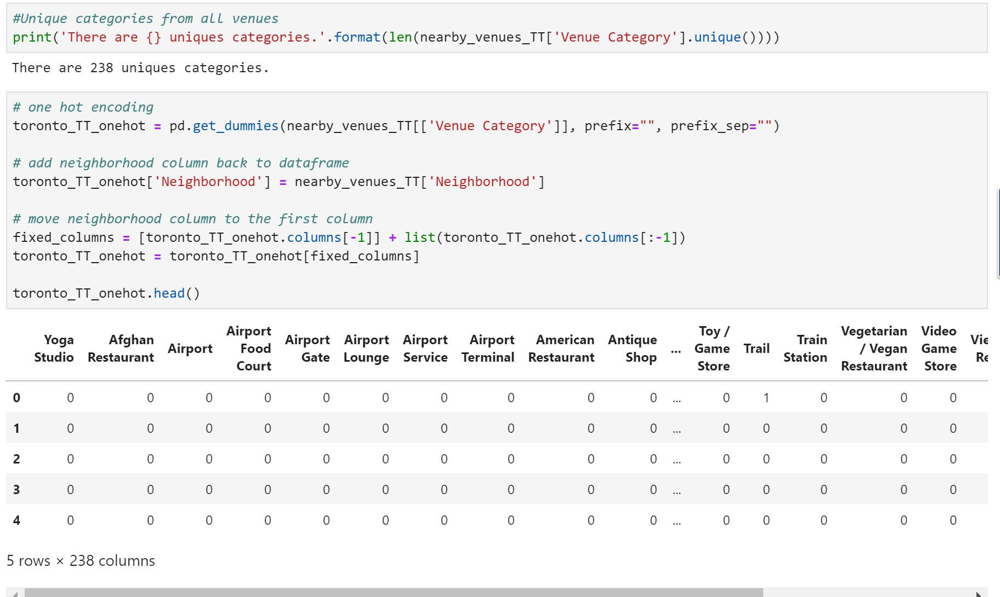 #Unique categories from all venues
print('There are {} uniques categories.'.format(len(nearby_venues_TT['Venue Category'].unique())))
There are 238 uniques categories.
# one hot encoding
toronto_TT_onehot = pd.get_dummies(nearby_venues_TT[['Venue Category']], prefix="", prefix_sep="")
# add neighborhood column back to dataframe
toronto_TT_onehot['Neighborhood'] = nearby_venues_TT['Neighborhood']
# move neighborhood column to the first column
fixed_columns = [toronto_TT_onehot.columns[-1]] + list(toronto_TT_onehot.columns[:-1])
toronto_TT_onehot = toronto_TT_onehot[fixed_columns]
toronto_TT_onehot.head()
Yoga Studio Afghan Restaurant Airport Airport Food Court Airport Gate Airport Lounge Airport Service Airport Terminal American Restaurant Antique Shop ... Toy / Game Store Trail Train Station Vegetarian / Vegan Restaurant Video Game Store Vie Re
0 0 0 0 0 0 0 0 0 0 0 ... 0 1 0 0 0
1 0 0 0 0 0 0 0 0 0 0 ... 0 0 0 0 0
2 0 0 0 0 0 0 0 0 0 0 ... 0 0 0 0 0
3 0 0 0 0 0 0 0 0 0 0 ... 0 0 0 0 0
4 0 0 0 0 0 0 0 0 0 0 ... 0 0 0 0 0
5 rows × 238 columns